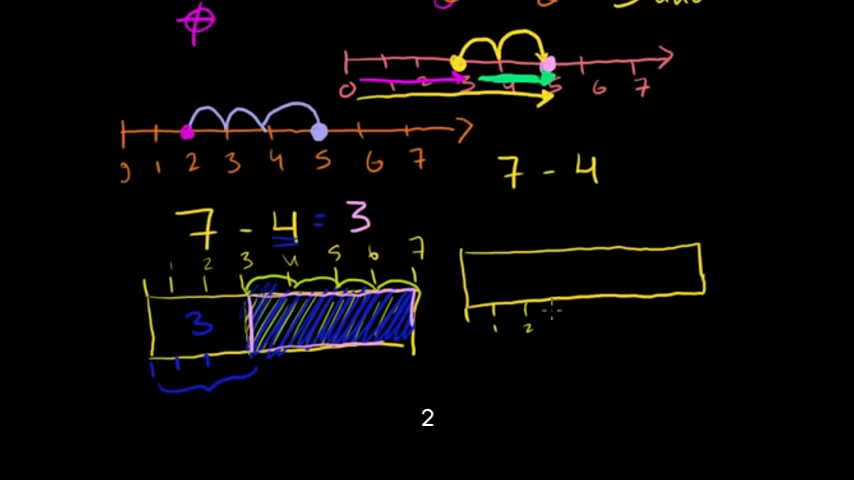 0 1 2 3 4 5 6 7
0 1 2 3 4 5 6 7
7 - 4
7 - 4 = 3
1 2 3 4 5 6 7
3
1 2
2